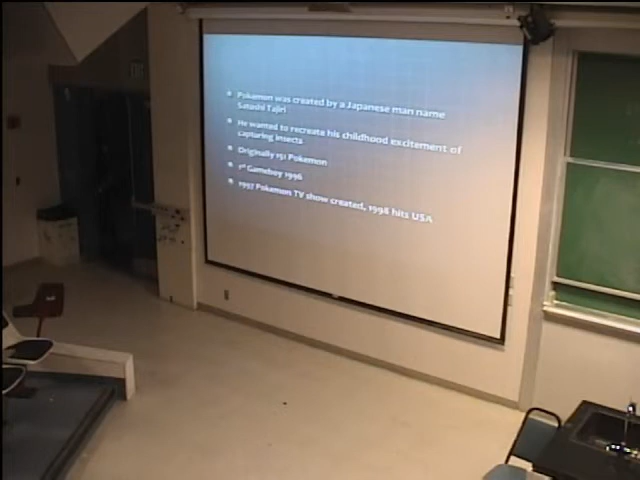 Pokemon was created by a Japanese man name
Satoshi Tajiri
He wanted to recreate his childhood excitement of
capturing insects
Originally 151 Pokemon
1st Gameboy 1996
1997 Pokemon TV show created, 1998 hits USA
EXIT